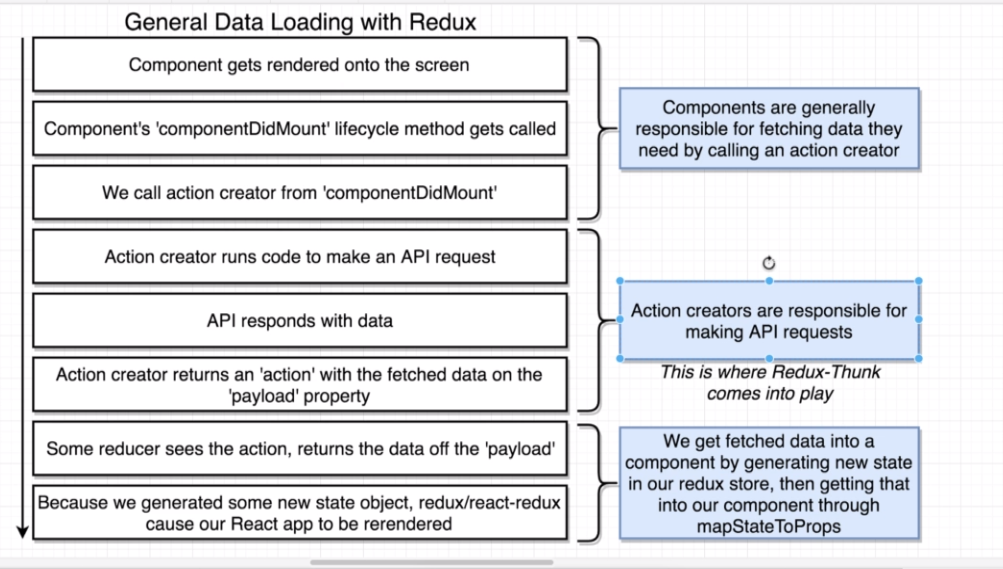 General Data Loading with Redux
Component gets rendered onto the screen
Component's 'componentDidMount' lifecycle method gets called
We call action creator from 'componentDidMount'
Components are generally
responsible for fetching data they
need by calling an action creator
Action creator runs code to make an API request
API responds with data
Action creator returns an 'action' with the fetched data on the
'payload' property
Action creators are responsible for
making API requests
This is where Redux-Thunk
comes into play
Some reducer sees the action, returns the data off the 'payload'
Because we generated some new state object, redux/react-redux
cause our React app to be rerendered
We get fetched data into a
component by generating new state
in our redux store, then getting that
into our component through
mapStateToProps